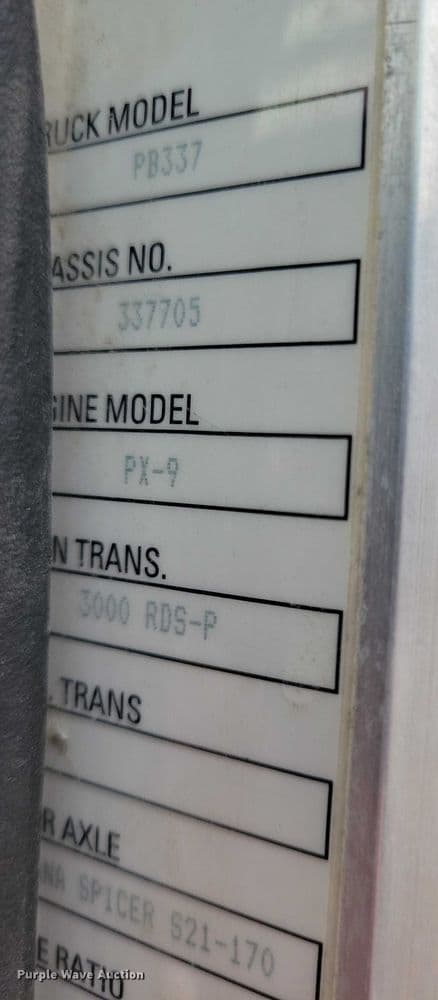 RUCK MODEL
PB337
ASSIS NO.
337705
GINE MODEL
PX-9
N TRANS.
3000 RDS-P
. TRANS
R AXLE
NA SPICER S21-170
E RATIO
Purple Wave Auction